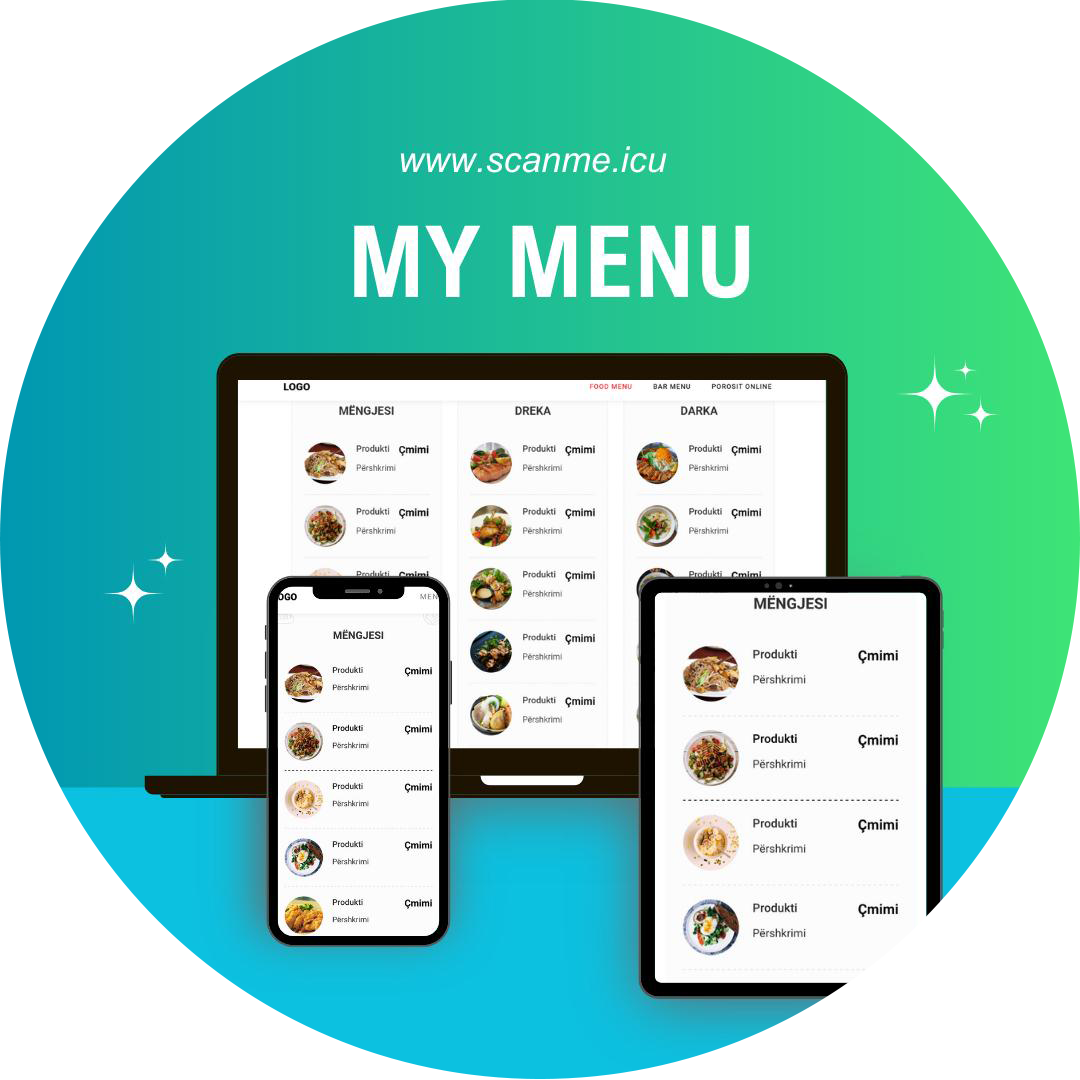 www.scanme.icu
MY MENU
LOGO FOOD MENU BAR MENU POROSIT ONLINE
MËNGJESI DREKA DARKA
Produkti Çmimi Produkti Çmimi Produkti Çmimi
Përshkrimi Përshkrimi Përshkrimi
Produkti Çmimi Produkti Çmimi Produkti Çmimi
Përshkrimi Përshkrimi Përshkrimi
Produkti Çmimi Produkti Çmimi Produkti Çmimi
Përshkrimi
Produkti Çmimi
Përshkrimi
Produkti Çmimi
Përshkrimi
OGO MEN
MËNGJESI
Produkti Çmimi
Përshkrimi
Produkti Çmimi
Përshkrimi
Produkti Çmimi
Përshkrimi
Produkti Çmimi
Përshkrimi
Produkti Çmimi
Përshkrimi
MËNGJESI
Produkti Çmimi
Përshkrimi
Produkti Çmimi
Përshkrimi
Produkti Çmimi
Përshkrimi
Produkti Çmimi
Përshkrimi